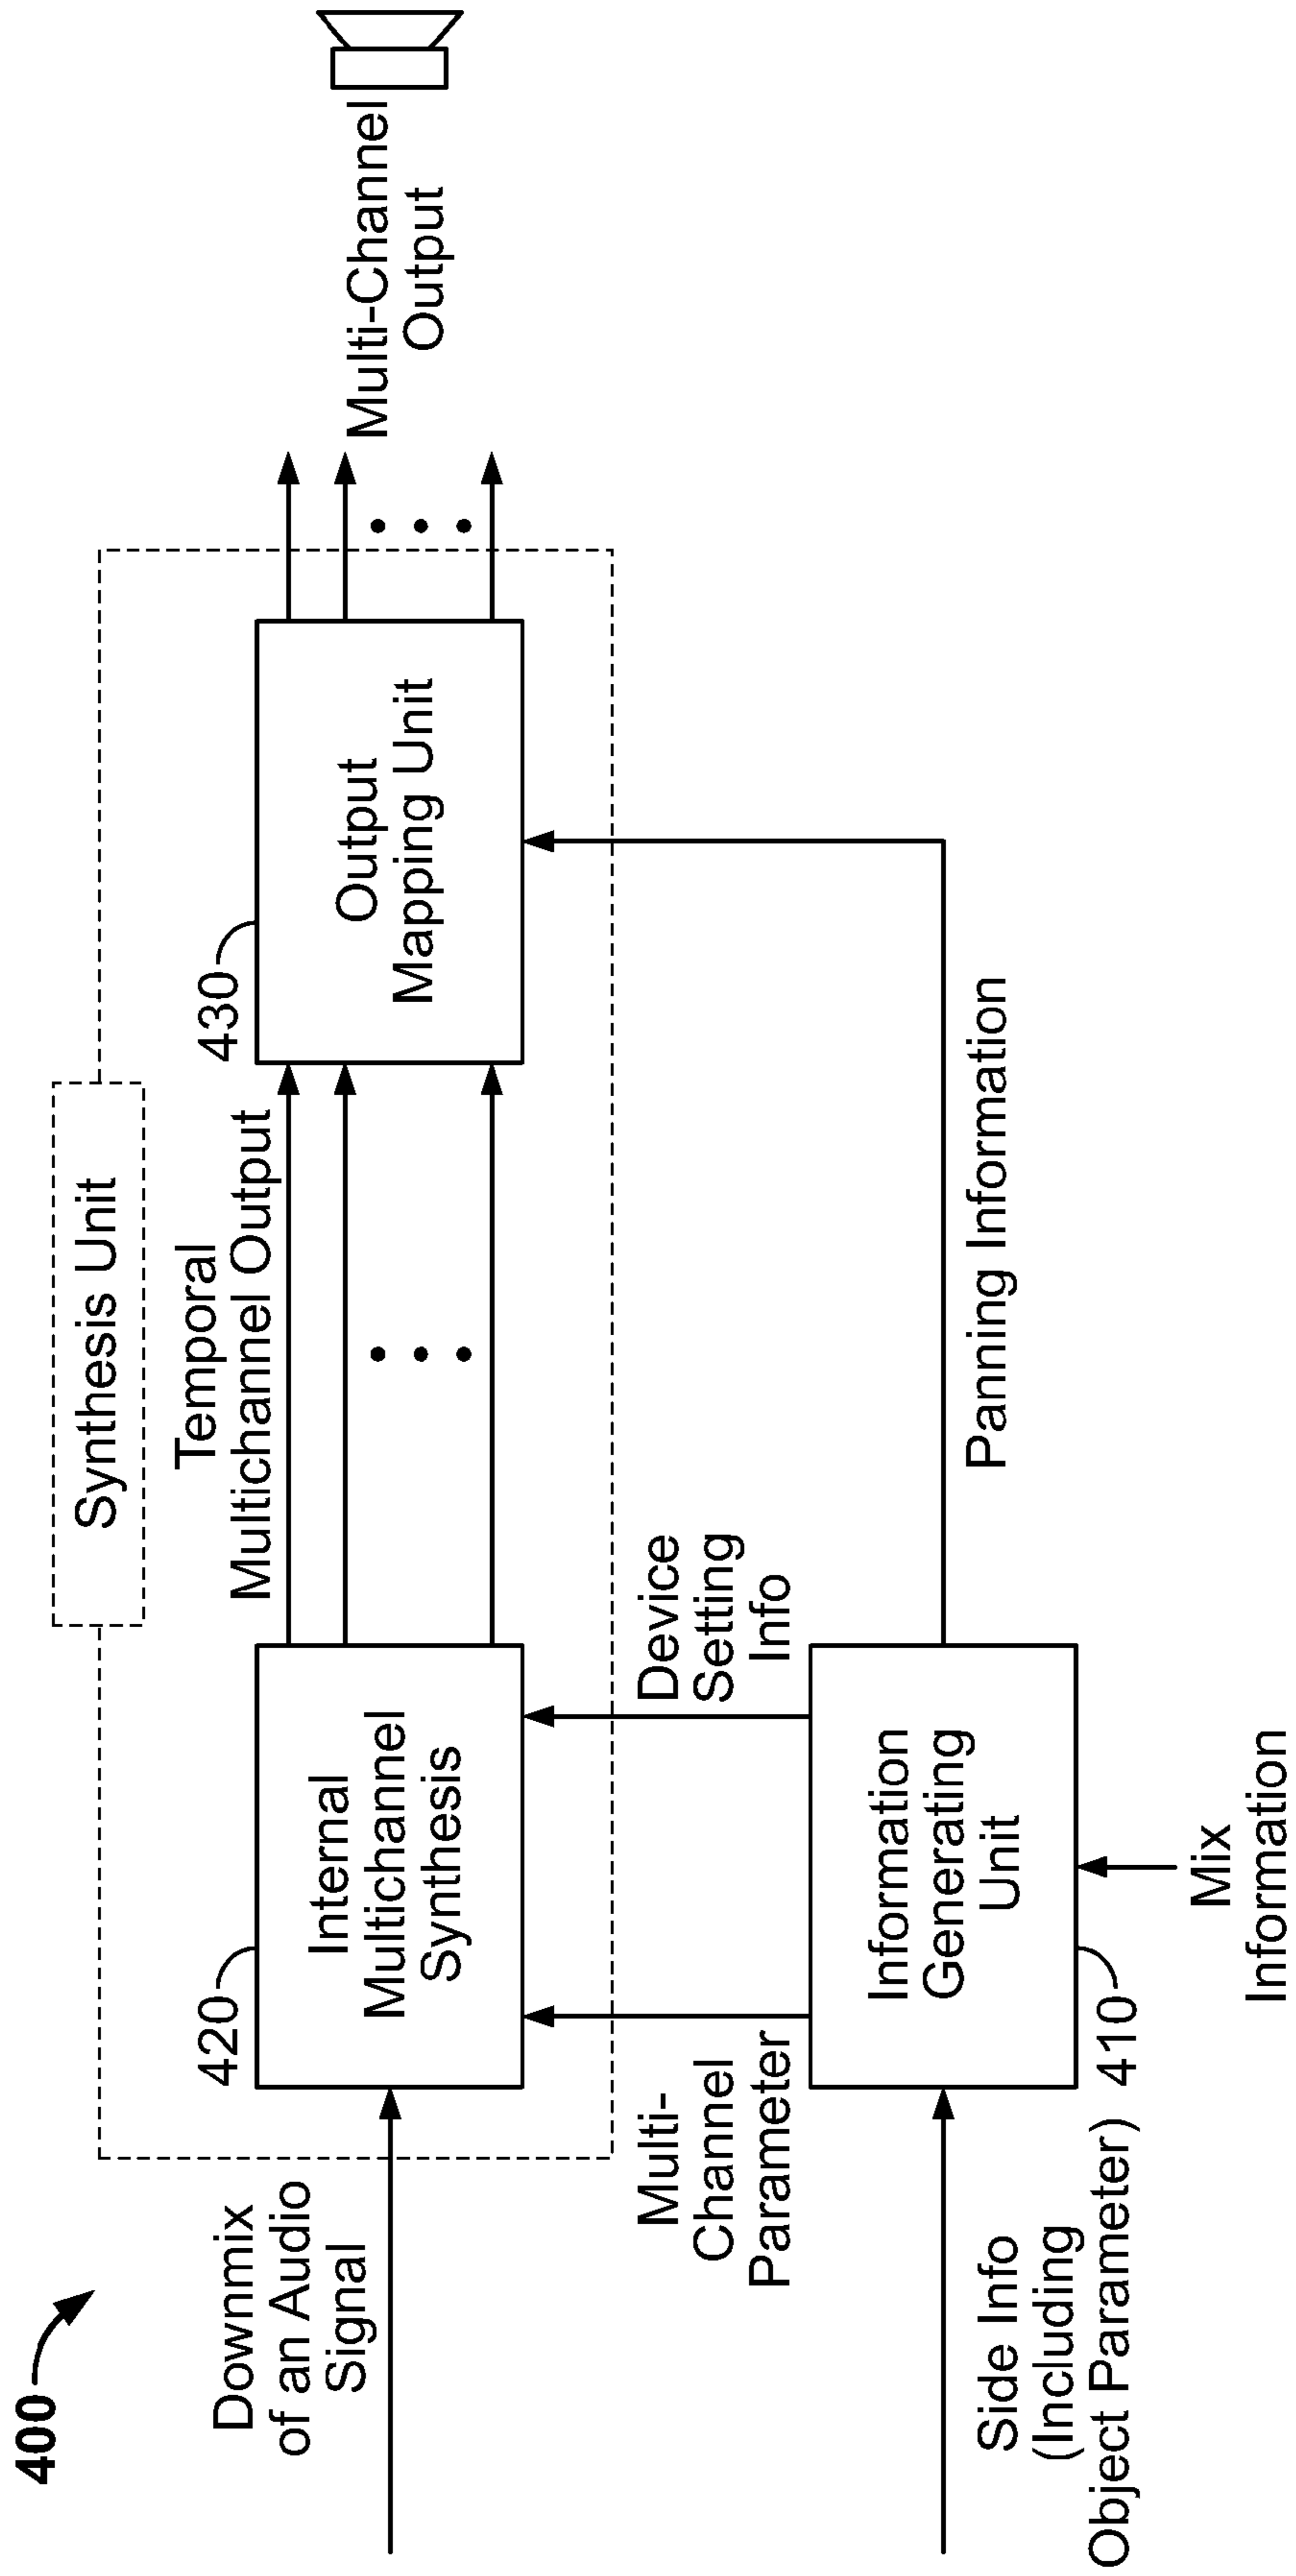 400
Synthesis Unit
Downmix
of an Audio
Signal
420
Internal
Multichannel
Synthesis
Temporal
Multichannel Output
430
Output
Mapping Unit
Multi-Channel
Output
Multi-
Channel
Parameter
Device
Setting
Info
Side Info
(Including
Object Parameter)
410
Information
Generating
Unit
Panning Information
Mix
Information